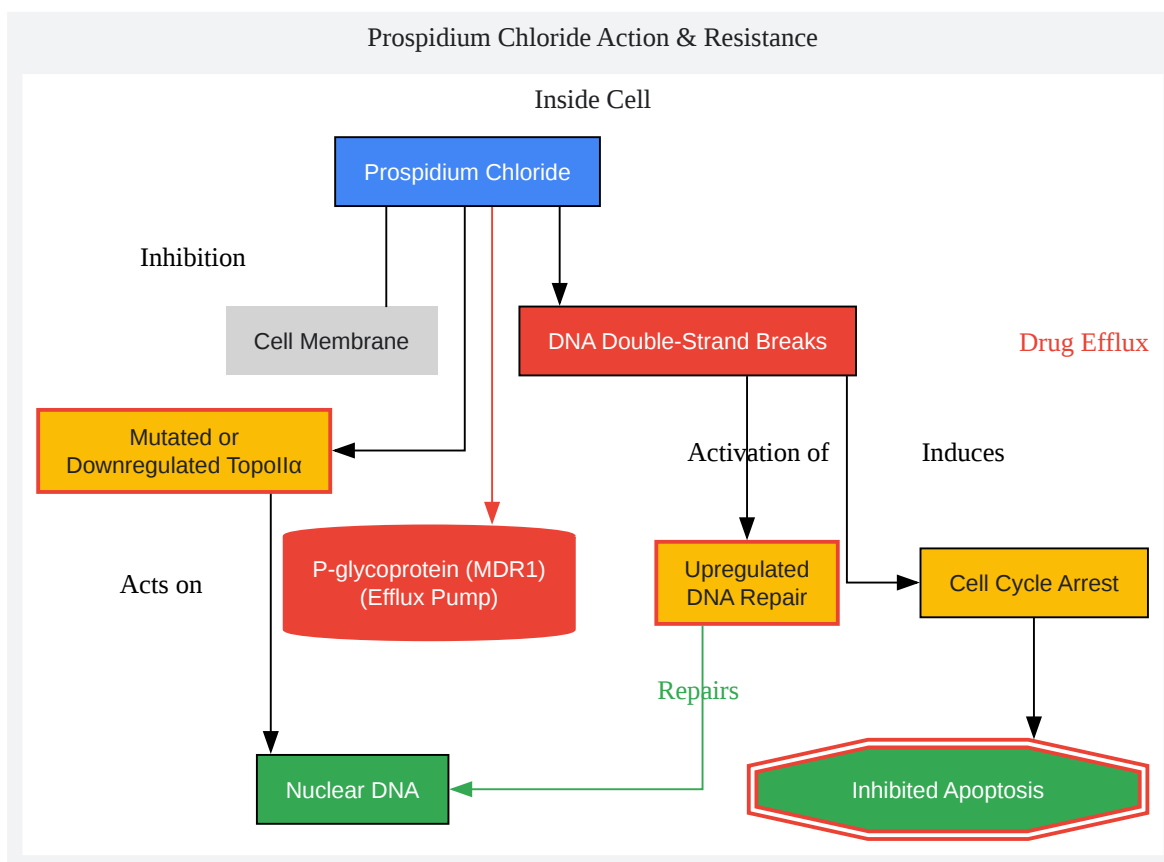 Prospidium Chloride Action & Resistance
Inside Cell
Prospidium Chloride
Inhibition
Cell Membrane
DNA Double-Strand Breaks
Drug Efflux
Mutated or
Downregulated TopoIIα
Activation of
Induces
P-glycoprotein (MDR1)
(Efflux Pump)
Upregulated
DNA Repair
Cell Cycle Arrest
Acts on
Repairs
Nuclear DNA
Inhibited Apoptosis